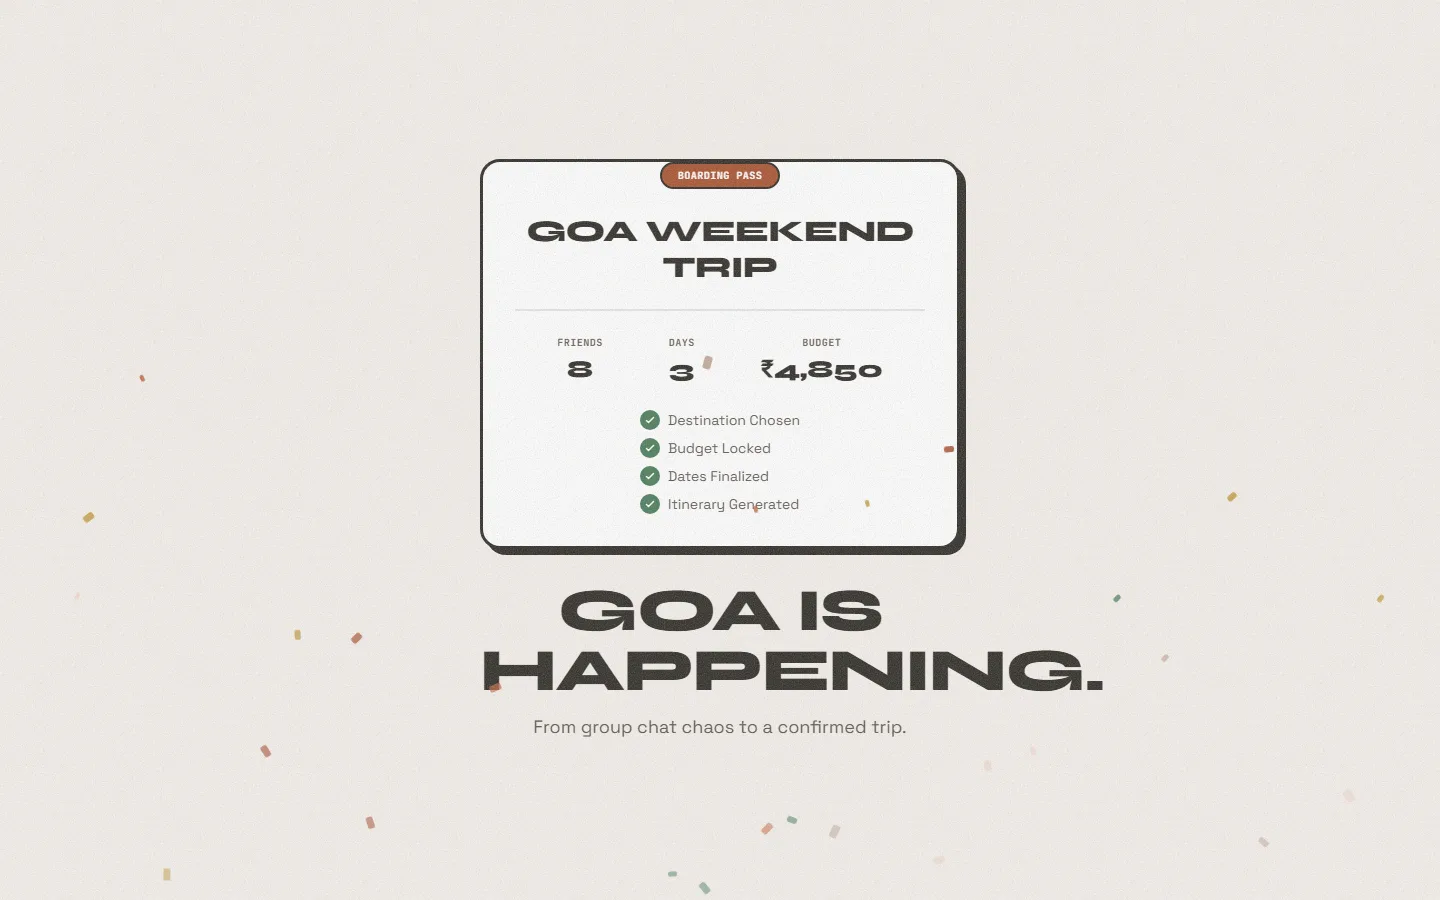 BOARDING PASS
GOA WEEKEND
TRIP
FRIENDS DAYS BUDGET
8 3 ₹4,850
Destination Chosen
Budget Locked
Dates Finalized
Itinerary Generated
GOA IS
HAPPENING.
From group chat chaos to a confirmed trip.